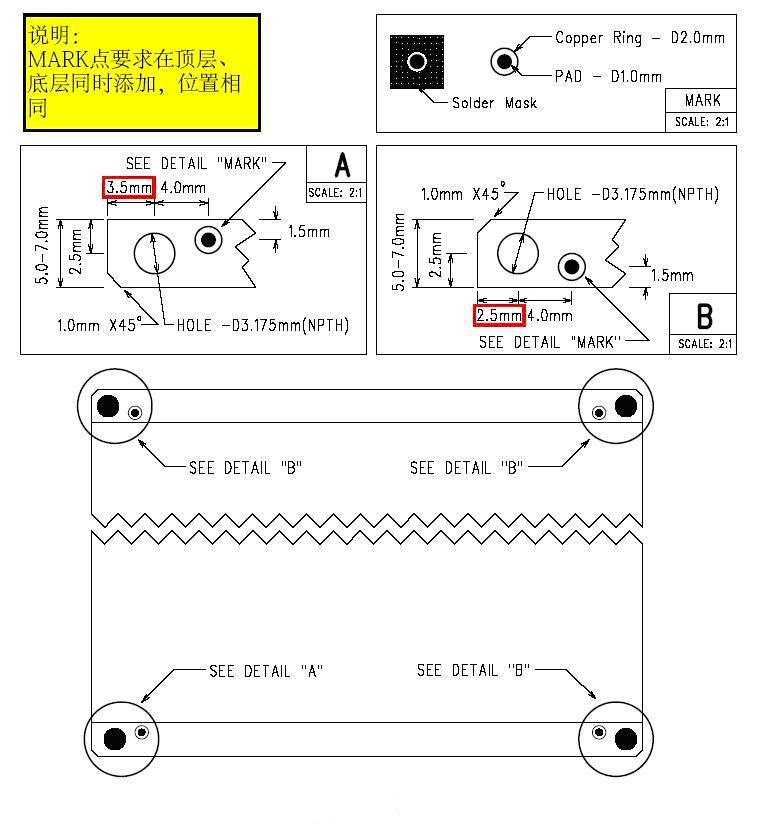 说明:
MARK点要求在顶层、
底层同时添加，位置相
同
Copper Ring - D2.0mm
PAD - D1.0mm
Solder Mask
MARK
SCALE: 2:1
SEE DETAIL "MARK"
A
SCALE: 2:1
3.5mm
4.0mm
1.5mm
5.0-7.0mm
2.5mm
1.0mm X45°
HOLE -D3.175mm(NPTH)
1.0mm X45°
HOLE -D3.175mm(NPTH)
5.0-7.0mm
2.5mm
1.5mm
2.5mm
4.0mm
SEE DETAIL "MARK"
B
SCALE: 2:1
SEE DETAIL "B"
SEE DETAIL "B"
SEE DETAIL "A"
SEE DETAIL "B"